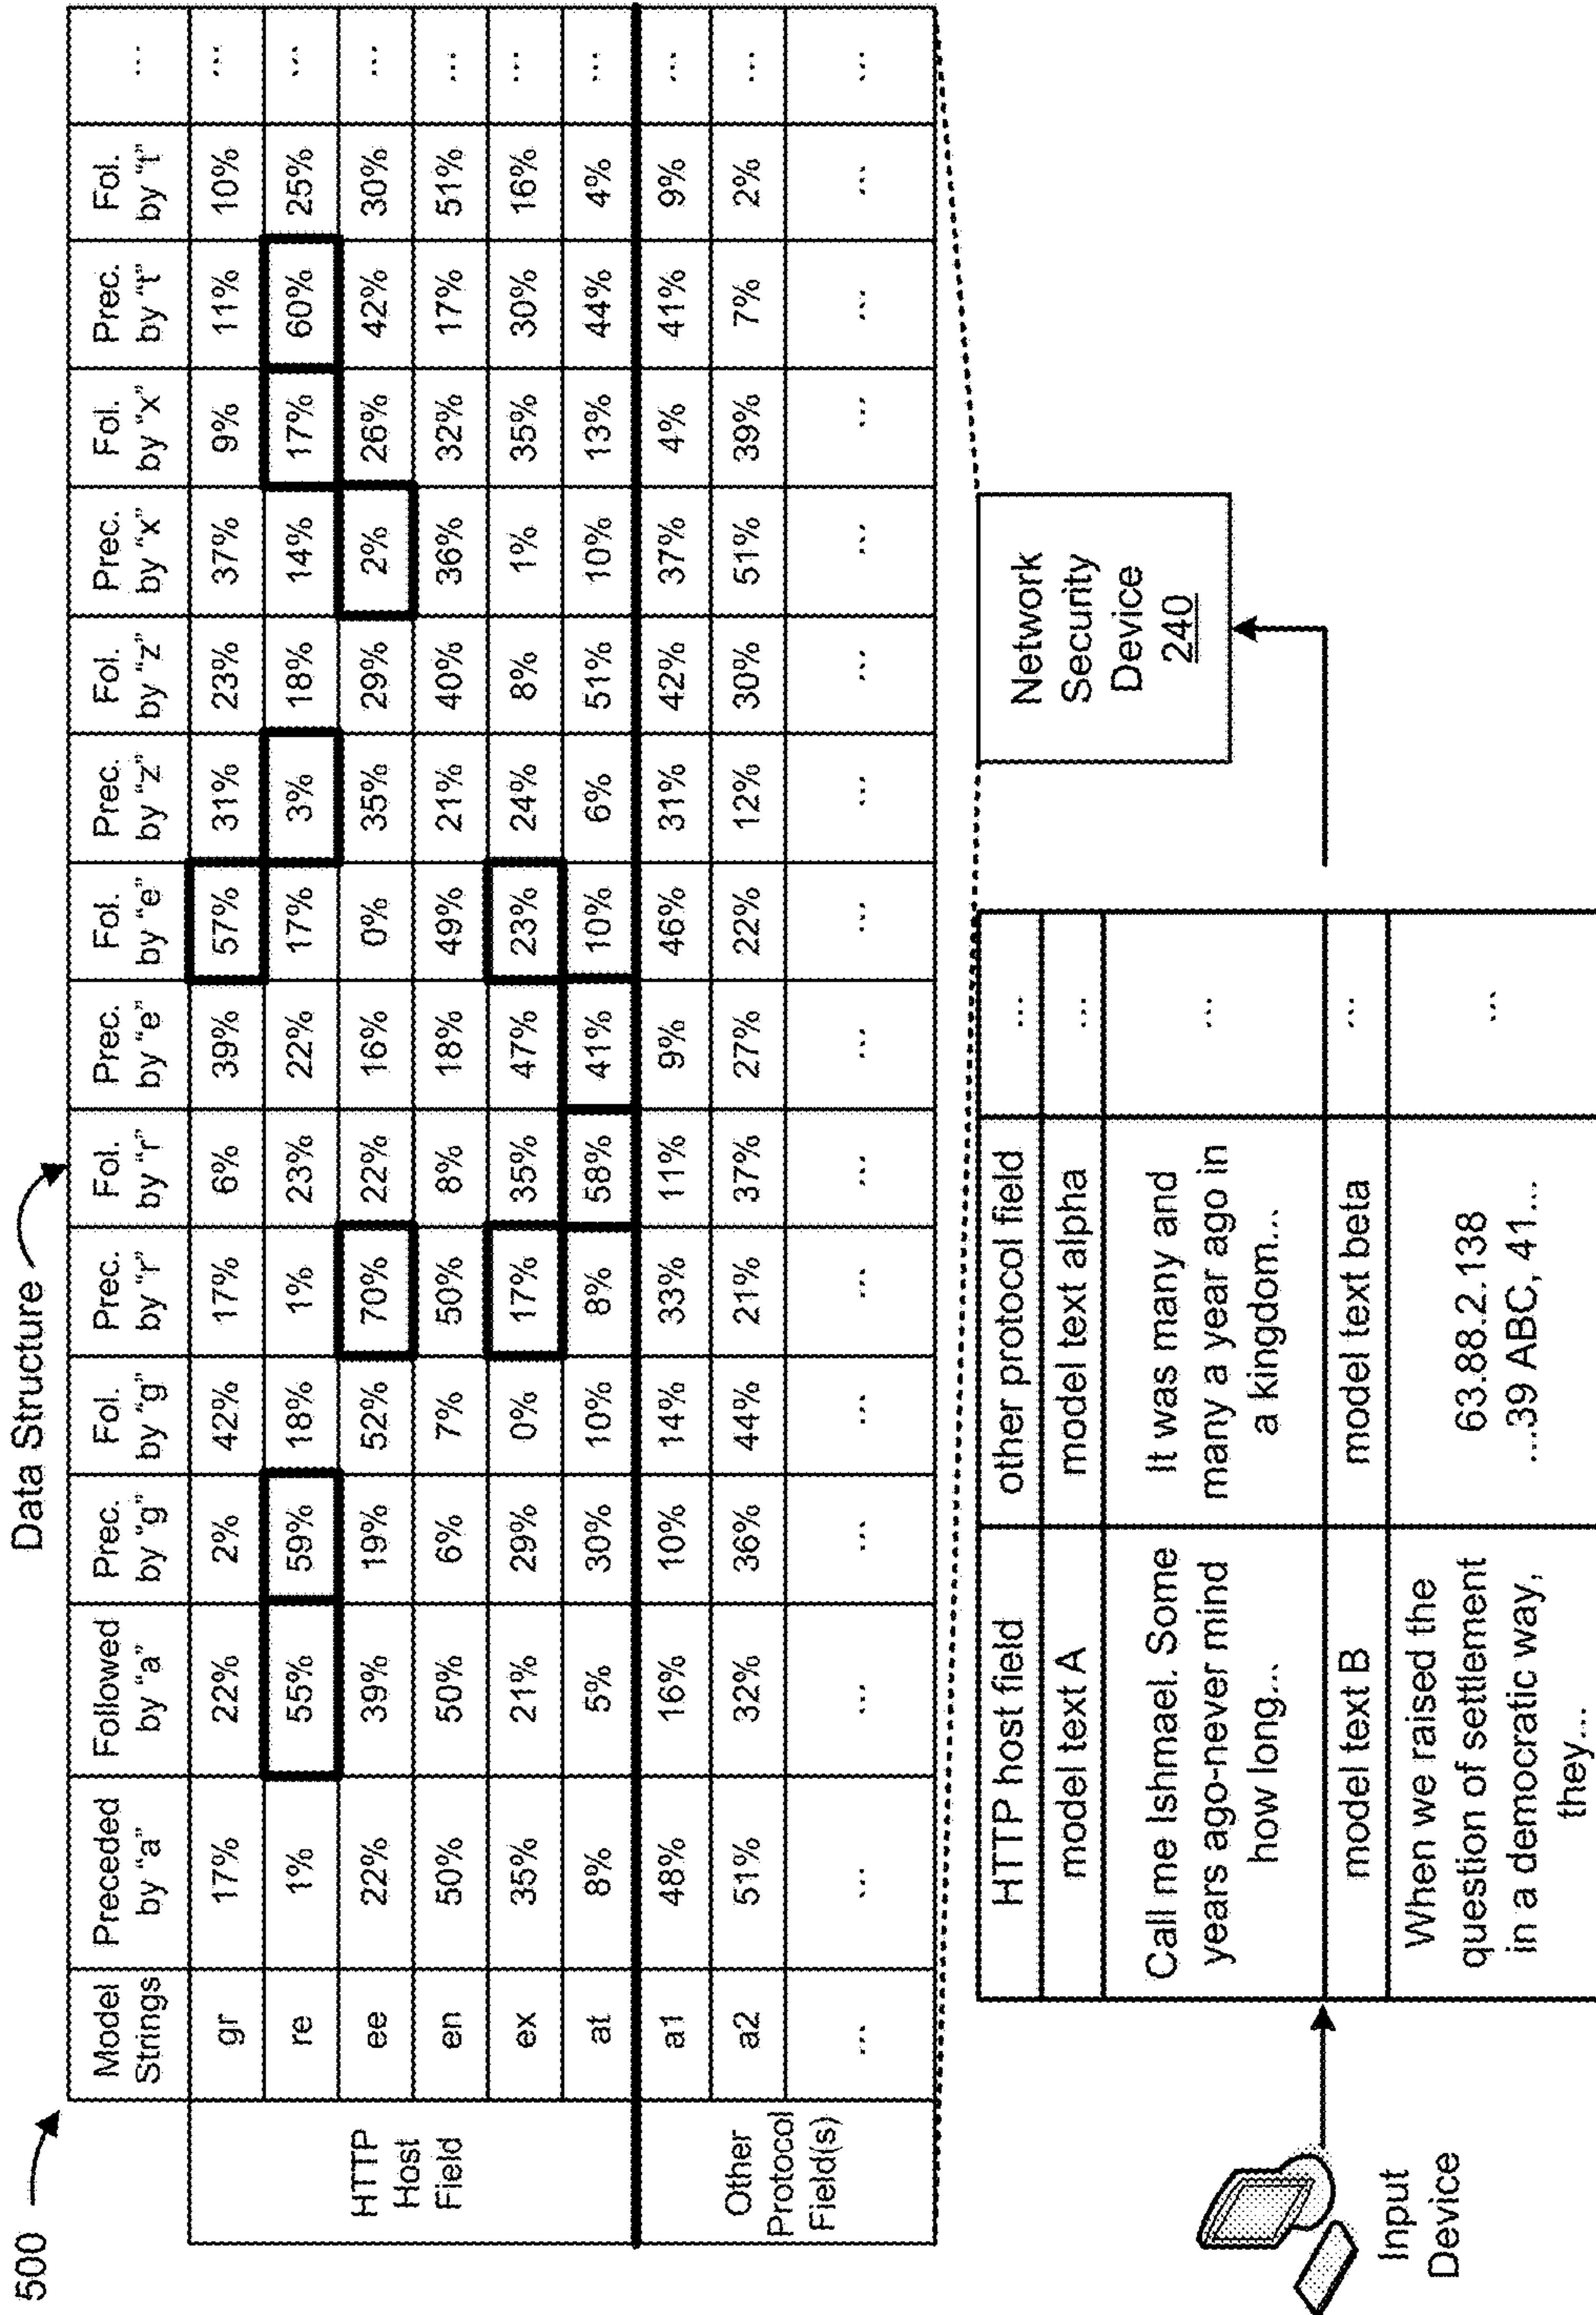 500
Data Structure
Model Strings | Preceded by "a" | Followed by "a" | Prec. by "g" | Fol. by "g" | Prec. by "r" | Fol. by "r" | Prec. by "e" | Fol. by "e" | Prec. by "z" | Fol. by "z" | Prec. by "x" | Fol. by "x" | Prec. by "t" | Fol. by "t" | ...
HTTP Host Field
gr | 17% | 22% | 2% | 42% | 17% | 6% | 39% | 57% | 31% | 23% | 37% | 9% | 11% | 10% | ...
re | 1% | 55% | 59% | 18% | 1% | 23% | 22% | 17% | 3% | 18% | 14% | 17% | 60% | 25% | ...
ee | 22% | 39% | 19% | 52% | 70% | 22% | 16% | 0% | 35% | 29% | 2% | 26% | 42% | 30% | ...
en | 50% | 50% | 6% | 7% | 50% | 8% | 18% | 49% | 21% | 40% | 36% | 32% | 17% | 51% | ...
ex | 35% | 21% | 29% | 0% | 17% | 35% | 47% | 23% | 24% | 8% | 1% | 35% | 30% | 16% | ...
at | 8% | 5% | 30% | 10% | 8% | 58% | 41% | 10% | 6% | 51% | 10% | 13% | 44% | 4% | ...
Other Protocol Field(s)
a1 | 48% | 16% | 10% | 14% | 33% | 11% | 9% | 46% | 31% | 42% | 37% | 4% | 41% | 9% | ...
a2 | 51% | 32% | 36% | 44% | 21% | 37% | 27% | 22% | 12% | 30% | 51% | 39% | 7% | 2% | ...
... | ... | ... | ... | ... | ... | ... | ... | ... | ... | ... | ... | ... | ... | ... | ...
Input
Device
HTTP host field | other protocol field | ...
model text A | model text alpha | ...
Call me Ishmael. Some
years ago-never mind
how long...
It was many and
many a year ago in
a kingdom...
...
model text B | model text beta | ...
When we raised the
question of settlement
in a democratic way,
they...
63.88.2.138
...39 ABC, 41...
...
Network
Security
Device
240